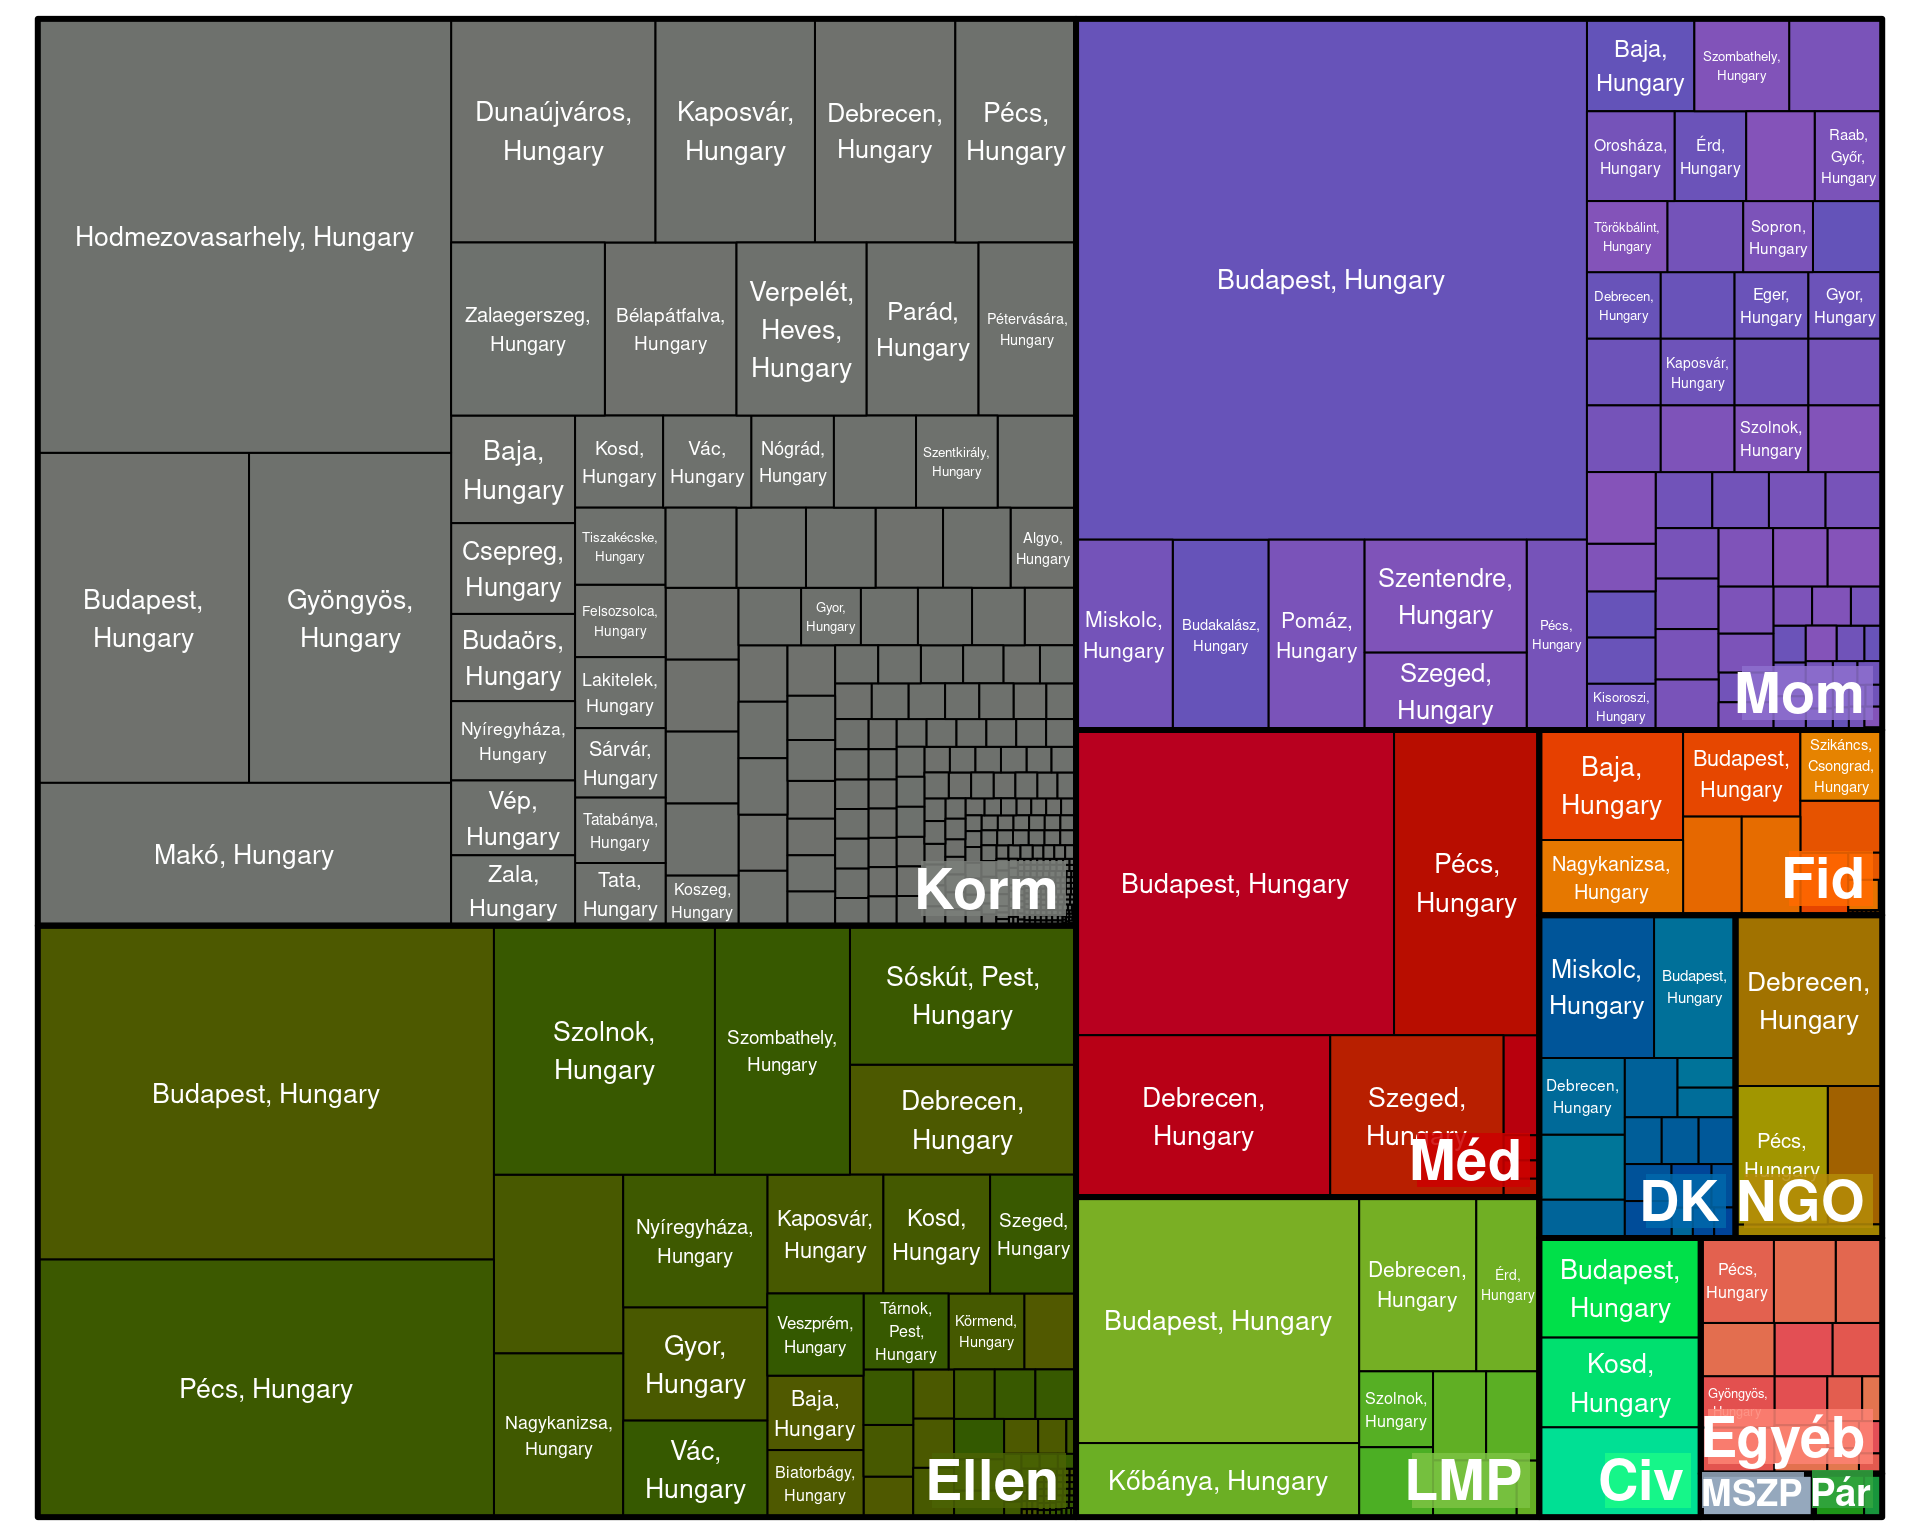 Hodmezovasarhely, Hungary
Dunaújváros,
Hungary
Kaposvár,
Hungary
Debrecen,
Hungary
Pécs,
Hungary
Zalaegerszeg,
Hungary
Bélapátfalva,
Hungary
Verpelét,
Heves,
Hungary
Parád,
Hungary
Pétervására,
Hungary
Budapest,
Hungary
Gyöngyös,
Hungary
Makó, Hungary
Baja,
Hungary
Csepreg,
Hungary
Budaörs,
Hungary
Nyíregyháza,
Hungary
Vép,
Hungary
Zala,
Hungary
Kosd,
Hungary
Vác,
Hungary
Nógrád,
Hungary
Szentkirály,
Hungary
Tiszakécske,
Hungary
Algyo,
Hungary
Felsozsolca,
Hungary
Gyor,
Hungary
Lakitelek,
Hungary
Sárvár,
Hungary
Tatabánya,
Hungary
Tata,
Hungary
Koszeg,
Hungary
Korm
Budapest, Hungary
Baja,
Hungary
Szombathely,
Hungary
Orosháza,
Hungary
Érd,
Hungary
Raab,
Győr,
Hungary
Törökbálint,
Hungary
Sopron,
Hungary
Debrecen,
Hungary
Eger,
Hungary
Gyor,
Hungary
Kaposvár,
Hungary
Szolnok,
Hungary
Miskolc,
Hungary
Budakalász,
Hungary
Pomáz,
Hungary
Szentendre,
Hungary
Szeged,
Hungary
Pécs,
Hungary
Kisoroszi,
Hungary
Mom
Budapest, Hungary
Pécs, Hungary
Szolnok,
Hungary
Szombathely,
Hungary
Sóskút, Pest,
Hungary
Debrecen,
Hungary
Nyíregyháza,
Hungary
Kaposvár,
Hungary
Kosd,
Hungary
Szeged,
Hungary
Gyor,
Hungary
Veszprém,
Hungary
Tárnok,
Pest,
Hungary
Körmend,
Hungary
Nagykanizsa,
Hungary
Vác,
Hungary
Baja,
Hungary
Biatorbágy,
Hungary
Ellen
Budapest, Hungary
Pécs,
Hungary
Debrecen,
Hungary
Szeged,
Hungary
Méd
Budapest, Hungary
Debrecen,
Hungary
Érd,
Hungary
Szolnok,
Hungary
Kőbánya, Hungary
LMP
Baja,
Hungary
Budapest,
Hungary
Szikáncs,
Csongrad,
Hungary
Nagykanizsa,
Hungary
Fid
Miskolc,
Hungary
Budapest,
Hungary
Debrecen,
Hungary
DK
Debrecen,
Hungary
Pécs,
Hungary
NGO
Budapest,
Hungary
Kosd,
Hungary
Civ
Pécs,
Hungary
Gyöngyös,
Hungary
Egyéb
MSZP
Pár